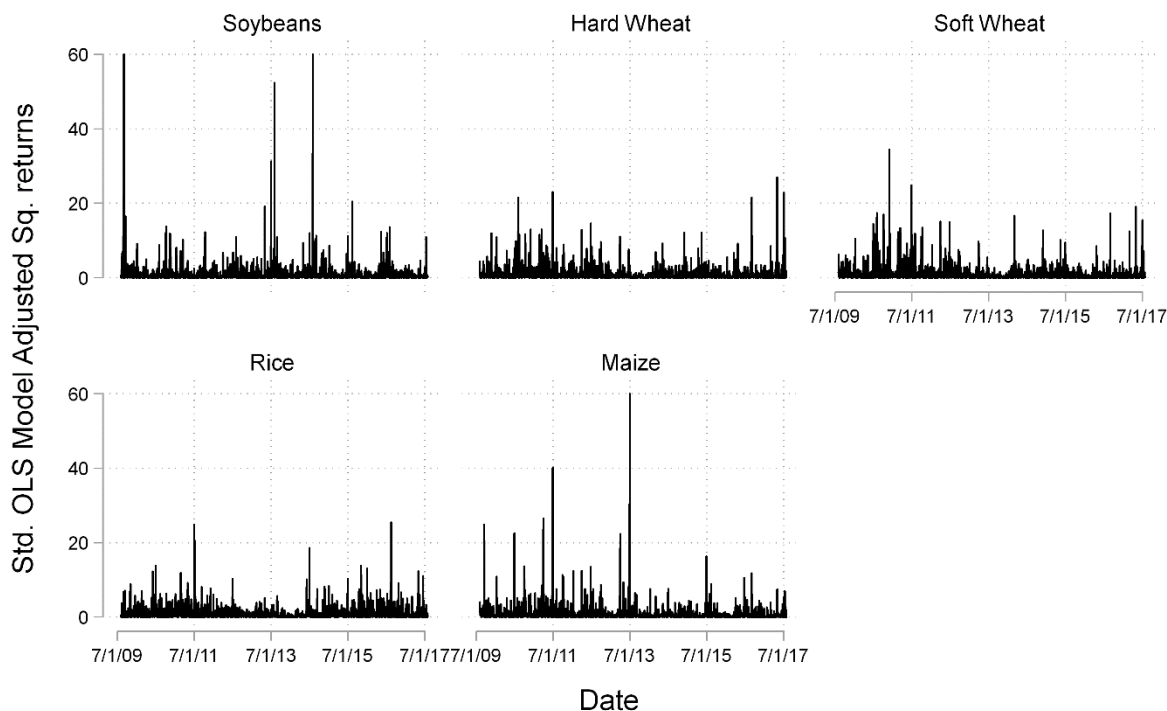 Soybeans Hard Wheat Soft Wheat
Std. OLS Model Adjusted Sq. returns
60
40
20
0
7/1/09 7/1/11 7/1/13 7/1/15 7/1/17
Rice Maize
60
40
20
0
7/1/09 7/1/11 7/1/13 7/1/15 7/1/17 7/1/09 7/1/11 7/1/13 7/1/15 7/1/17
Date